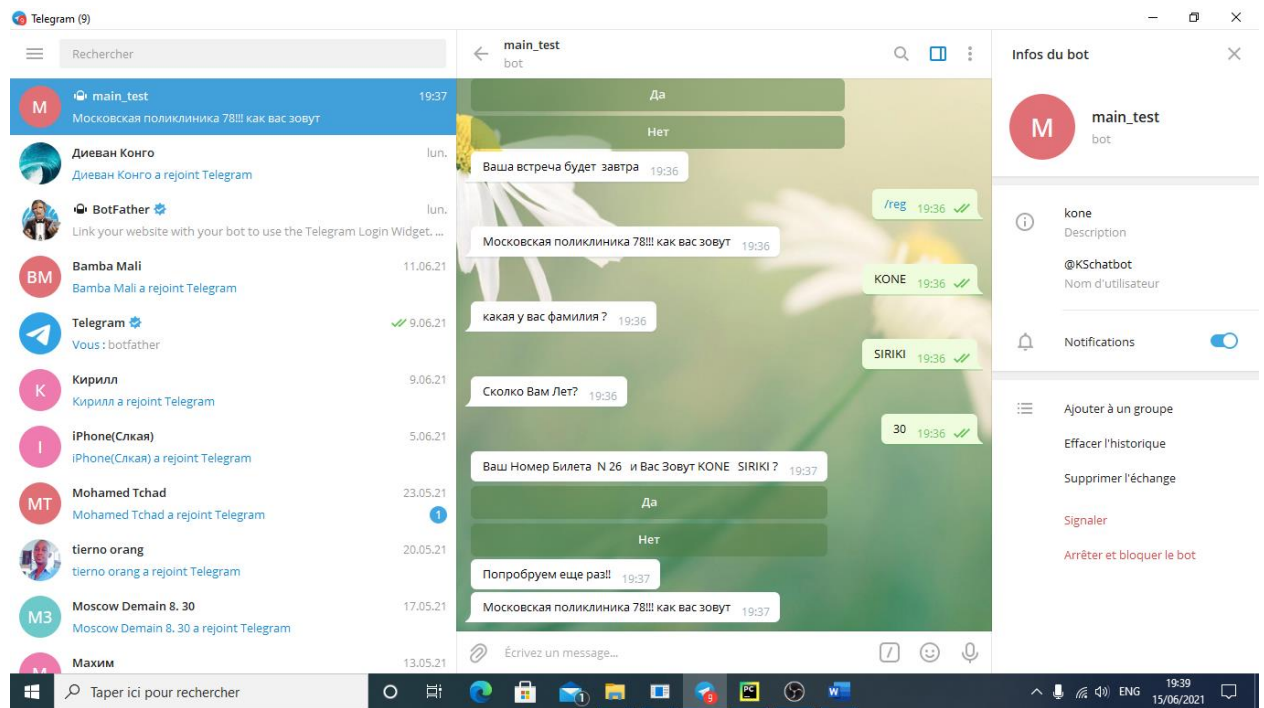 Telegram (9)
Rechercher
main_test
19:37
Московская поликлиника 78!!! как вас зовут
Диеван Конго
lun.
Диеван Конго a rejoint Telegram
BotFather
lun.
Link your website with your bot to use the Telegram Login Widget. ...
BM
Bamba Mali
11.06.21
Bamba Mali a rejoint Telegram
Telegram
9.06.21
Vous : botfather
К
Кирилл
9.06.21
Кирилл a rejoint Telegram
I
iPhone(Слкая)
5.06.21
iPhone(Слкая) a rejoint Telegram
MT
Mohamed Tchad
23.05.21
Mohamed Tchad a rejoint Telegram
1
tierno orang
20.05.21
tierno orang a rejoint Telegram
M3
Moscow Demain 8. 30
17.05.21
Moscow Demain 8. 30 a rejoint Telegram
Махим
13.05.21
M
main_test
bot
Да
Нет
Ваша встреча будет завтра 19:36
/reg 19:36
Московская поликлиника 78!!! как вас зовут 19:36
KONE 19:36
какая у вас фамилия ? 19:36
SIRIKI 19:36
Сколко Вам Лет? 19:36
30 19:36
Ваш Номер Билета N 26 и Вас Зовут KONE SIRIKI ? 19:37
Да
Нет
Попробруем еще раз!! 19:37
Московская поликлиника 78!!! как вас зовут 19:37
Écrivez un message...
Infos du bot
M
main_test
bot
kone
Description
@KSchatbot
Nom d'utilisateur
Notifications
Ajouter à un groupe
Effacer l'historique
Supprimer l'échange
Signaler
Arrêter et bloquer le bot
Taper ici pour rechercher
1
9
PC
W
ENG
19:39
15/06/2021